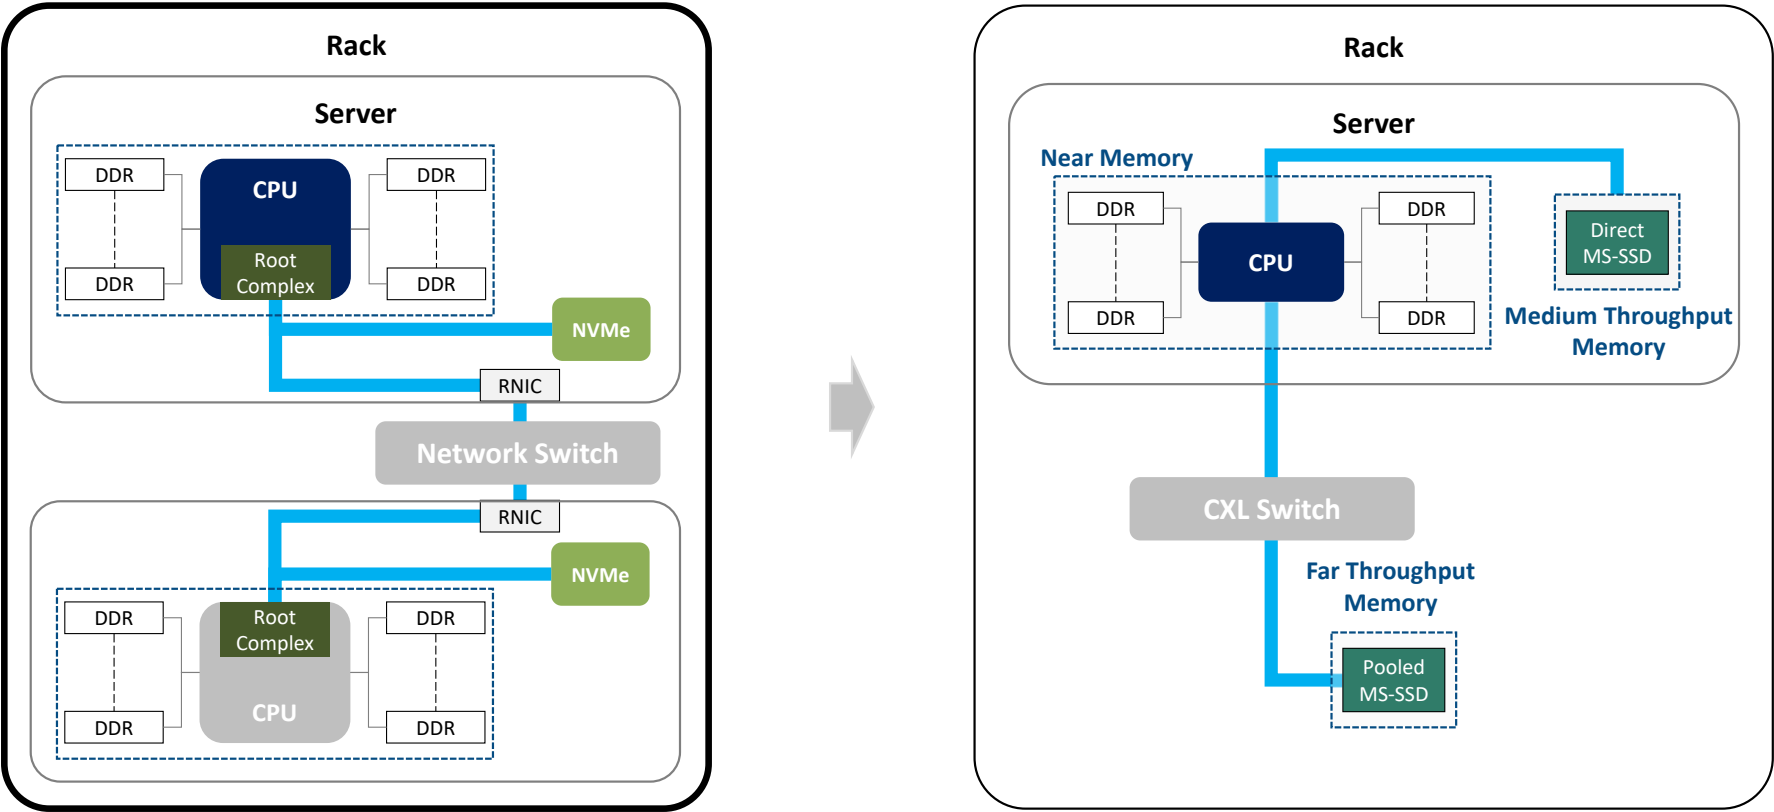 Rack
Server
DDR
CPU
DDR
Root
Complex
DDR
DDR
NVMe
RNIC
Network Switch
RNIC
NVMe
DDR
Root
Complex
DDR
CPU
DDR
DDR
Rack
Server
Near Memory
DDR
DDR
CPU
DDR
DDR
Direct
MS-SSD
Medium Throughput
Memory
CXL Switch
Far Throughput
Memory
Pooled
MS-SSD